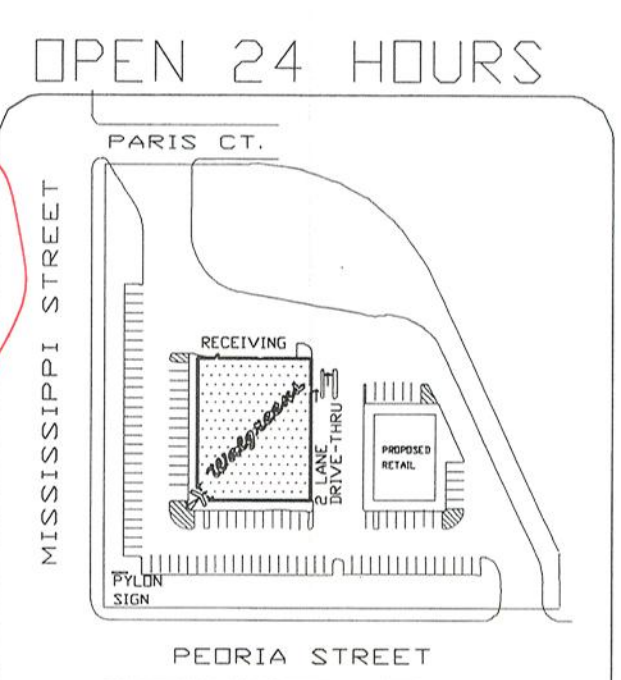 OPEN 24 HOURS
PARIS CT.
MISSISSIPPI STREET
RECEIVING
Walgreens
2 LANE
DRIVE-THRU
PROPOSED
RETAIL
PYLON
SIGN
PEORIA STREET